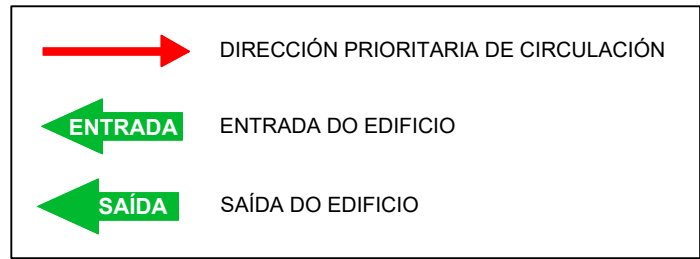 DIRECCIÓN PRIORITARIA DE CIRCULACIÓN
ENTRADA ENTRADA DO EDIFICIO
SAÍDA SAÍDA DO EDIFICIO